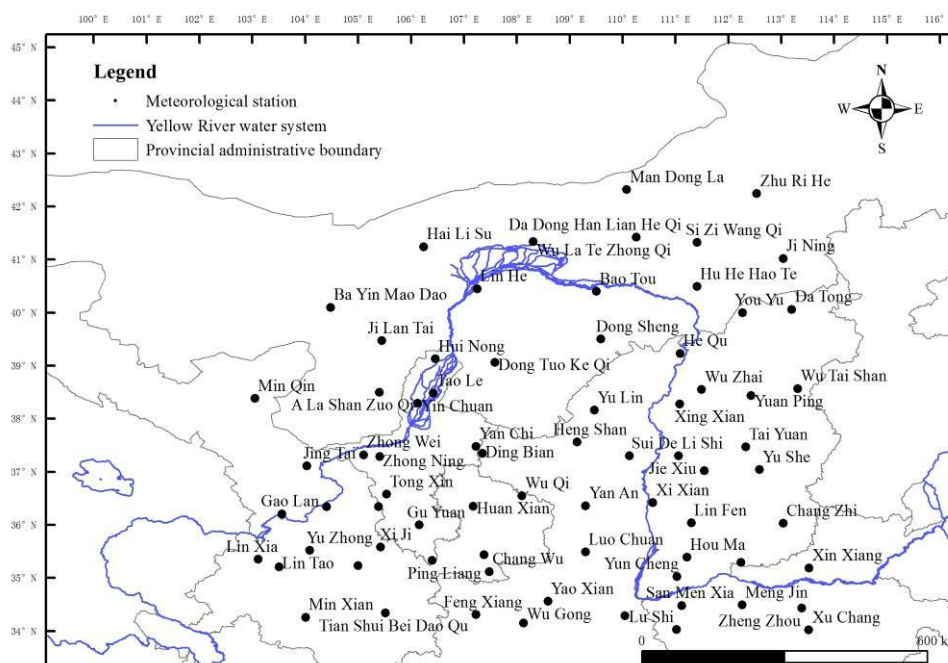 100° E 101° E 102° E 103° E 104° E 105° E 106° E 107° E 108° E 109° E 110° E 111° E 112° E 113° E 114° E 115° E 116° E
45° N
44° N
43° N
42° N
41° N
40° N
39° N
38° N
37° N
36° N
35° N
34° N
Legend
Meteorological station
Yellow River water system
Provincial administrative boundary
N
W E
S
Man Dong La
Zhu Ri He
Da Dong Han Lian He Qi
Si Zi Wang Qi
Hai Li Su
Wu La Te Zhong Qi
Ji Ning
Lin He
Bao Tou
Hu He Hao Te
Ba Yin Mao Dao
You Yu
Da Tong
Ji Lan Tai
Dong Sheng
He Qu
Hui Nong
Dong Tuo Ke Qi
Wu Zhai
Wu Tai Shan
Min Qin
Tao Le
A La Shan Zuo Qi
Yin Chuan
Yu Lin
Xing Xian
Yuan Ping
Zhong Wei
Yan Chi
Heng Shan
Sui De Li Shi
Tai Yuan
Jing Tai
Zhong Ning
Ding Bian
Jie Xiu
Yu She
Tong Xin
Wu Qi
Yan An
Xi Xian
Gao Lan
Gu Yuan
Huan Xian
Lin Fen
Chang Zhi
Yu Zhong
Xi Ji
Luo Chuan
Hou Ma
Lin Xia
Lin Tao
Ping Liang
Chang Wu
Yun Cheng
Xin Xiang
Min Xian
Feng Xiang
Yao Xian
San Men Xia
Meng Jin
Tian Shui Bei Dao Qu
Wu Gong
Lu Shi
Zheng Zhou
Xu Chang
0